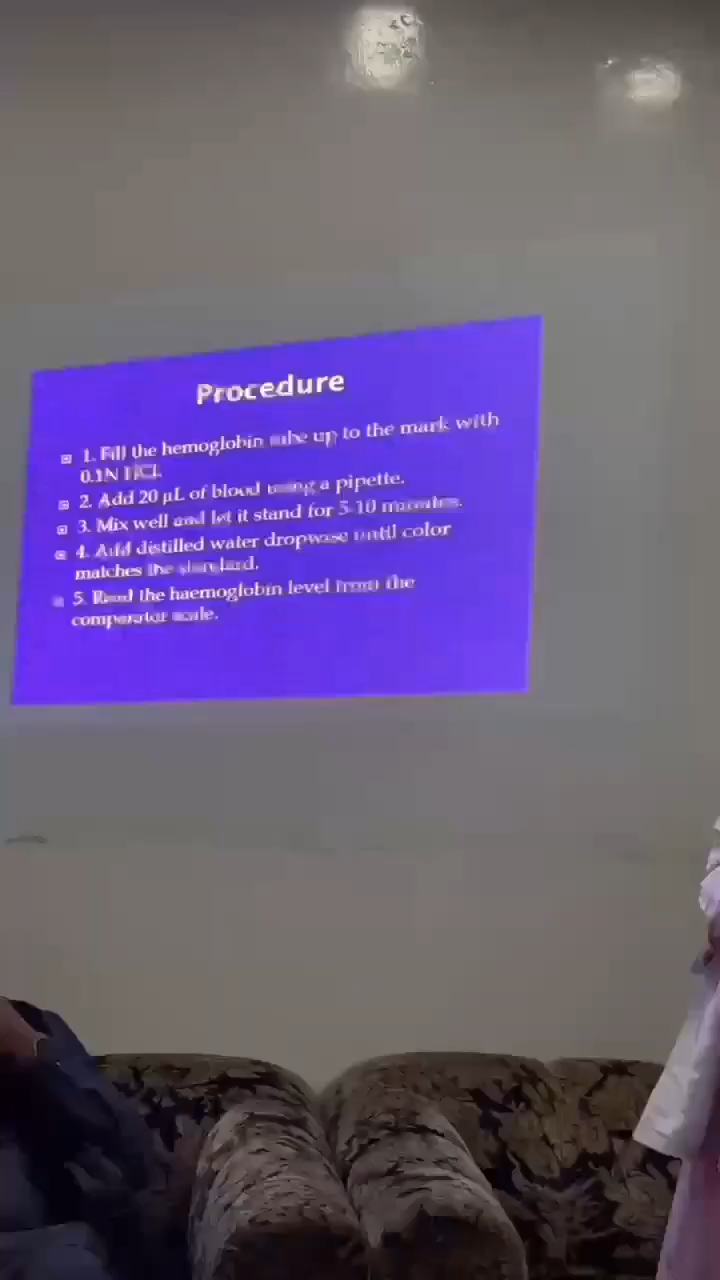 Procedure
1. Fill the hemoglobin tube up to the mark with
0.1N HCl.
2. Add 20 µL of blood using a pipette.
3. Mix well and let it stand for 5-10 minutes.
4. Add distilled water dropwise until color
matches the standard.
5. Read the haemoglobin level from the
comparator scale.